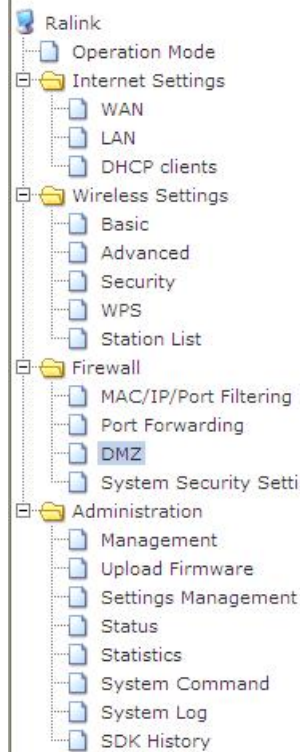 Ralink
Operation Mode
Internet Settings
WAN
LAN
DHCP clients
Wireless Settings
Basic
Advanced
Security
WPS
Station List
Firewall
MAC/IP/Port Filtering
Port Forwarding
DMZ
System Security Setti
Administration
Management
Upload Firmware
Settings Management
Status
Statistics
System Command
System Log
SDK History